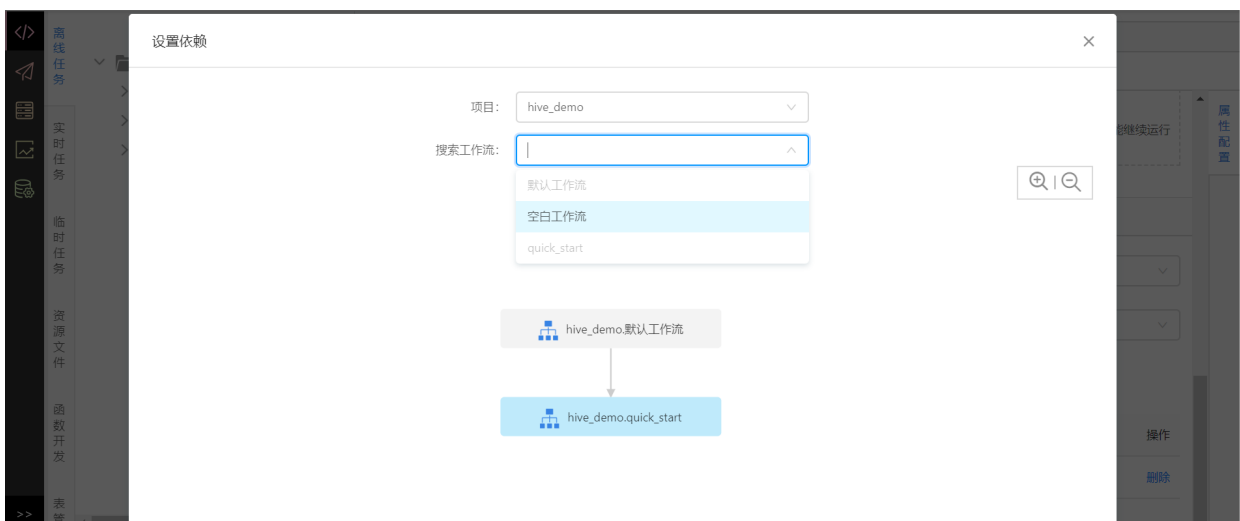 设置依赖
项目:
hive_demo
搜索工作流:
默认工作流
空白工作流
quick_start
hive_demo.默认工作流
hive_demo.quick_start
离线任务
实时任务
临时任务
资源文件
函数开发
>>
继续运行
属性配置
操作
删除